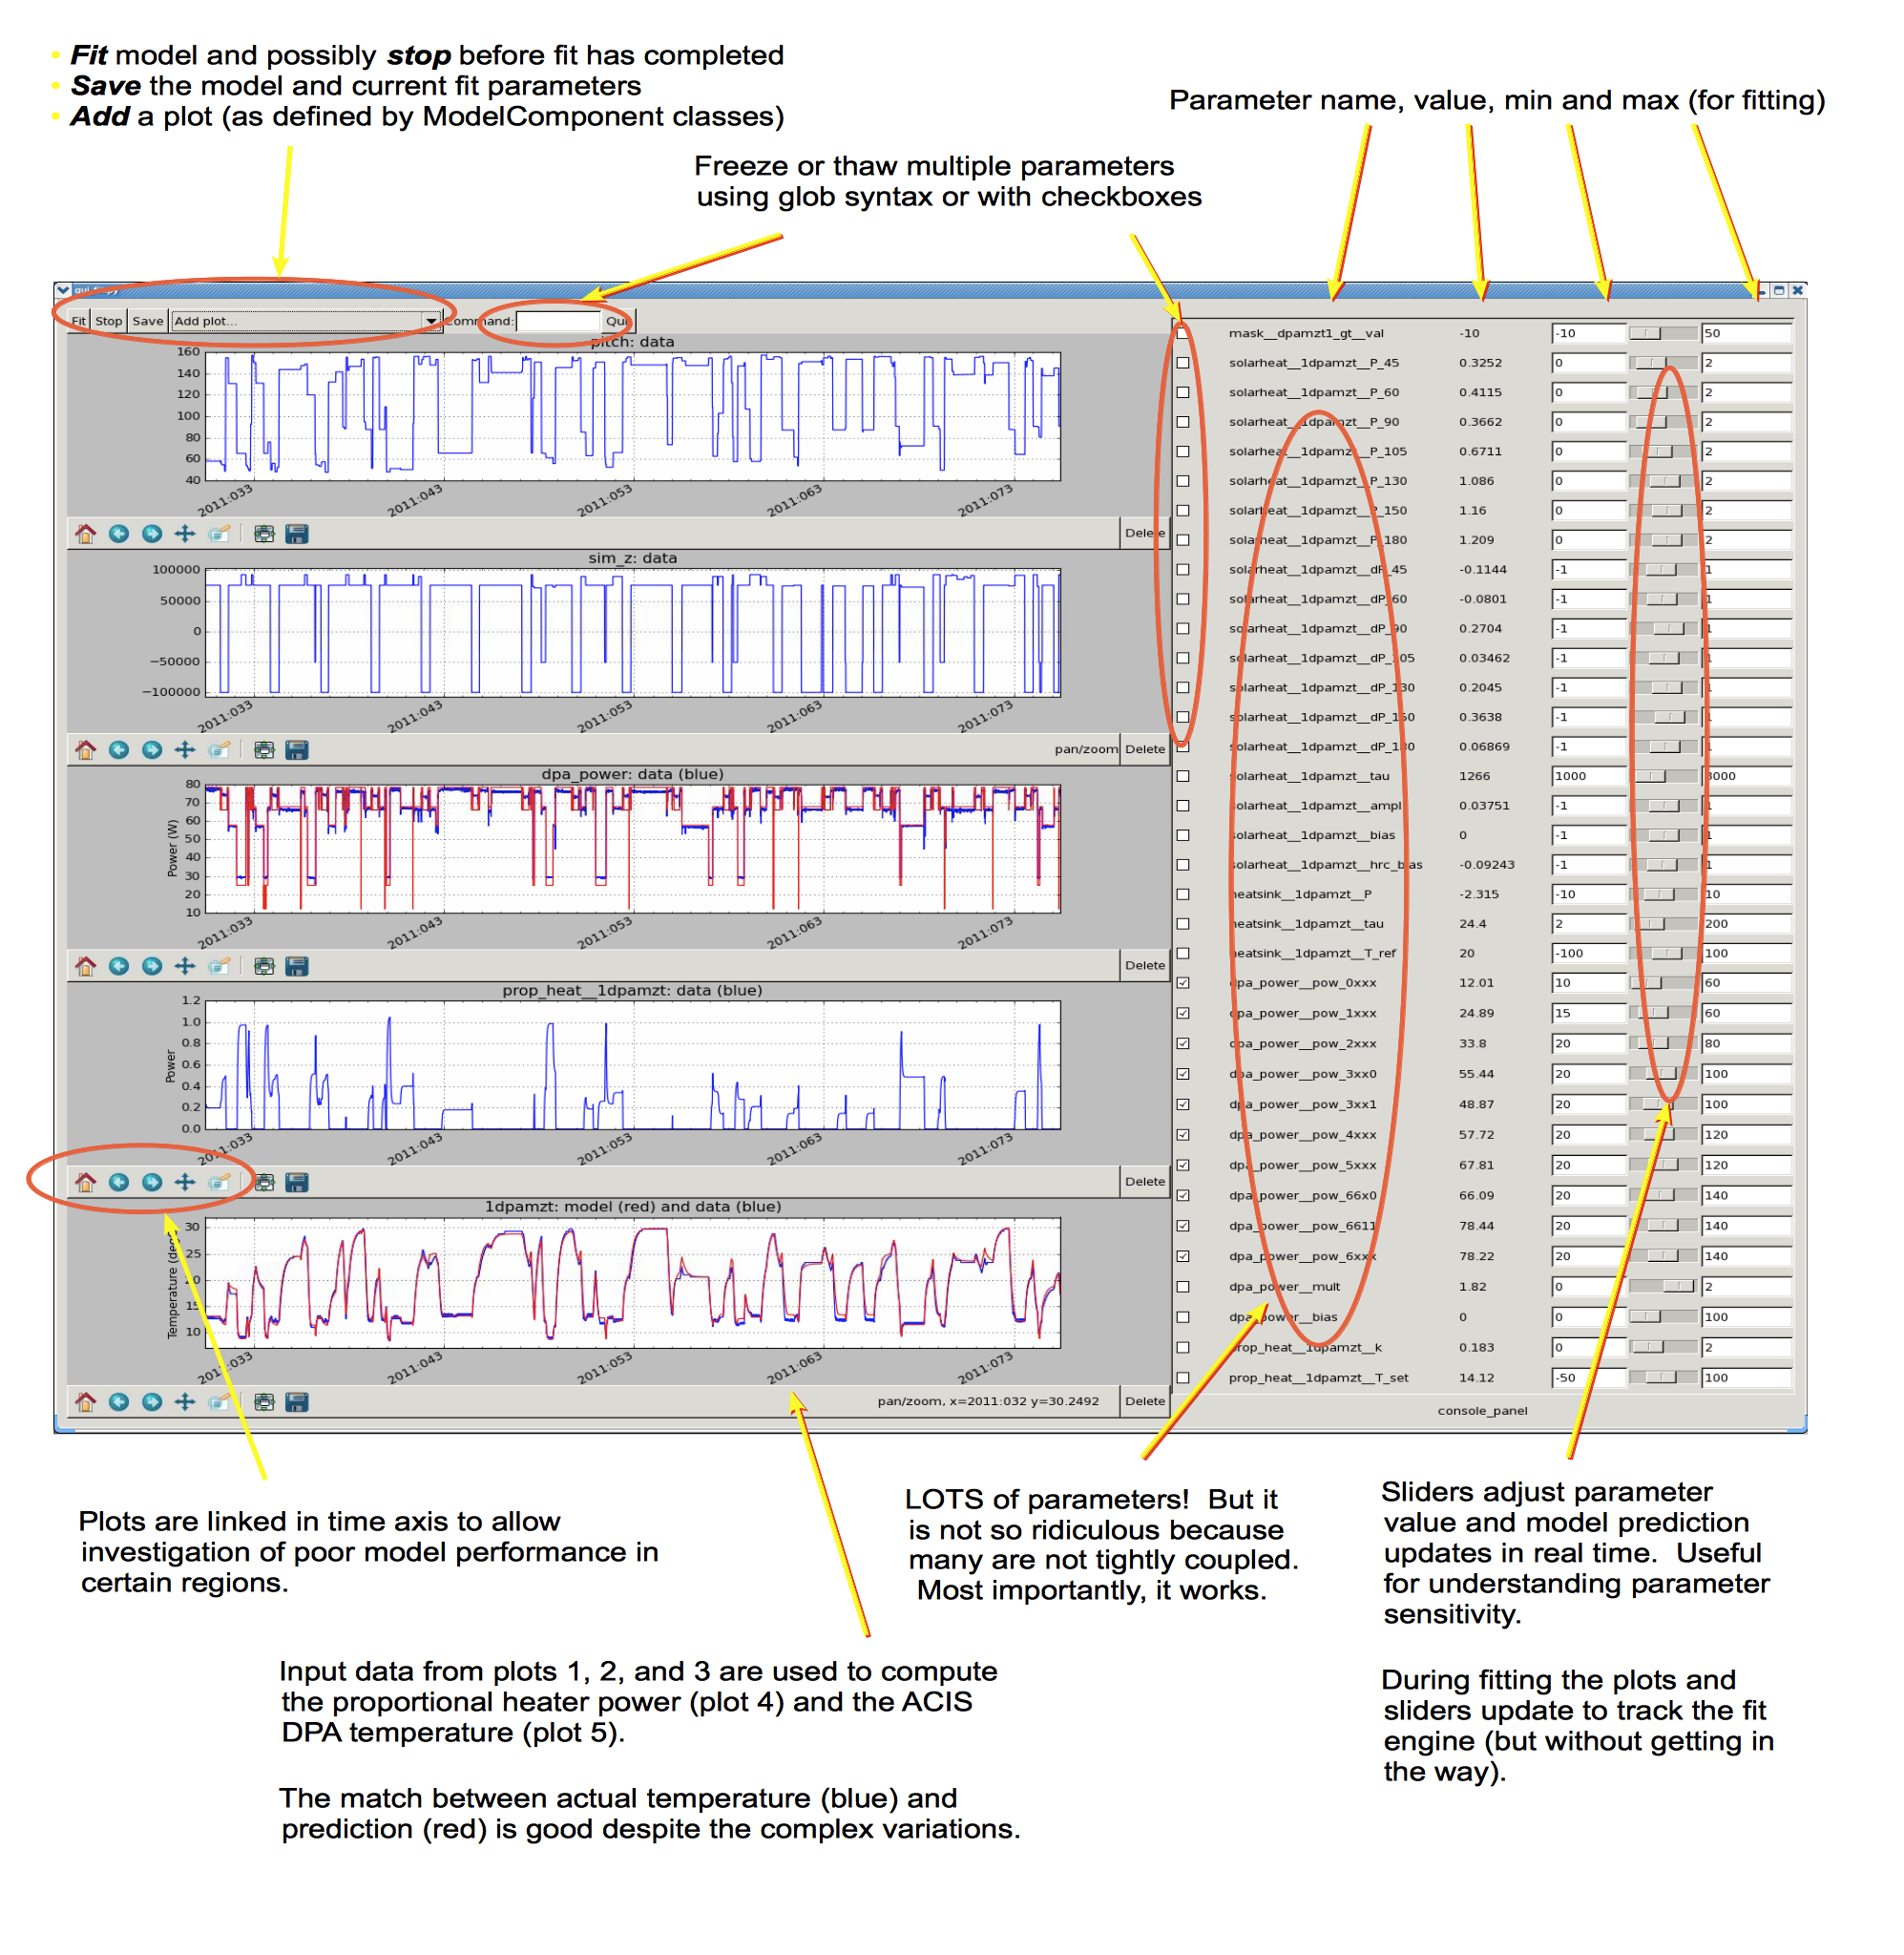 • Fit model and possibly stop before fit has completed
• Save the model and current fit parameters
• Add a plot (as defined by ModelComponent classes)
Parameter name, value, min and max (for fitting)
Freeze or thaw multiple parameters
using glob syntax or with checkboxes
Fit Stop Save Add plot... Command:
pitch: data
160
140
120
100
80
60
40
2011:033 2011:043 2011:053 2011:063 2011:073
Delete
sim_z: data
100000
50000
0
−50000
−100000
2011:033 2011:043 2011:053 2011:063 2011:073
pan/zoom Delete
dpa_power: data (blue)
Power (W)
80
70
60
50
40
30
20
10
2011:033 2011:043 2011:053 2011:063 2011:073
Delete
prop_heat__1dpamzt: data (blue)
Power
1.2
1.0
0.8
0.6
0.4
0.2
0.0
2011:033 2011:043 2011:053 2011:063 2011:073
Delete
1dpamzt: model (red) and data (blue)
Temperature
30
25
20
15
10
2011:033 2011:043 2011:053 2011:063 2011:073
pan/zoom, x=2011:032 y=30.2492 Delete
mask__dpamzt1_gt__val -10 -10 50
solarheat__1dpamzt__P_45 0.3252 0 2
solarheat__1dpamzt__P_60 0.4115 0 2
solarheat__1dpamzt__P_90 0.3662 0 2
solarheat__1dpamzt__P_105 0.6711 0 2
solarheat__1dpamzt__P_130 1.086 0 2
solarheat__1dpamzt__P_150 1.16 0 2
solarheat__1dpamzt__P_180 1.209 0 2
solarheat__1dpamzt__dP_45 -0.1144 -1 1
solarheat__1dpamzt__dP_60 -0.0801 -1 1
solarheat__1dpamzt__dP_90 0.2704 -1 1
solarheat__1dpamzt__dP_105 0.03462 -1 1
solarheat__1dpamzt__dP_130 0.2045 -1 1
solarheat__1dpamzt__dP_150 0.3638 -1 1
solarheat__1dpamzt__dP_180 0.06869 -1 1
solarheat__1dpamzt__tau 1266 1000 3000
solarheat__1dpamzt__ampl 0.03751 -1 1
solarheat__1dpamzt__bias 0 -1 1
solarheat__1dpamzt__hrc_bias -0.09243 -1 1
heatsink__1dpamzt__P -2.315 -10 10
heatsink__1dpamzt__tau 24.4 2 200
heatsink__1dpamzt__T_ref 20 -100 100
dpa_power__pow_0xxx 12.01 10 60
dpa_power__pow_1xxx 24.89 15 60
dpa_power__pow_2xxx 33.8 20 80
dpa_power__pow_3xx0 55.44 20 100
dpa_power__pow_3xx1 48.87 20 100
dpa_power__pow_4xxx 57.72 20 120
dpa_power__pow_5xxx 67.81 20 120
dpa_power__pow_66x0 66.09 20 140
dpa_power__pow_6611 78.44 20 140
dpa_power__pow_6xxx 78.22 20 140
dpa_power__mult 1.82 0 2
dpa_power__bias 0 0 100
prop_heat__1dpamzt__k 0.183 0 2
prop_heat__1dpamzt__T_set 14.12 -50 100
console_panel
Plots are linked in time axis to allow
investigation of poor model performance in
certain regions.
LOTS of parameters! But it
is not so ridiculous because
many are not tightly coupled.
Most importantly, it works.
Sliders adjust parameter
value and model prediction
updates in real time. Useful
for understanding parameter
sensitivity.
Input data from plots 1, 2, and 3 are used to compute
the proportional heater power (plot 4) and the ACIS
DPA temperature (plot 5).
During fitting the plots and
sliders update to track the fit
engine (but without getting in
the way).
The match between actual temperature (blue) and
prediction (red) is good despite the complex variations.